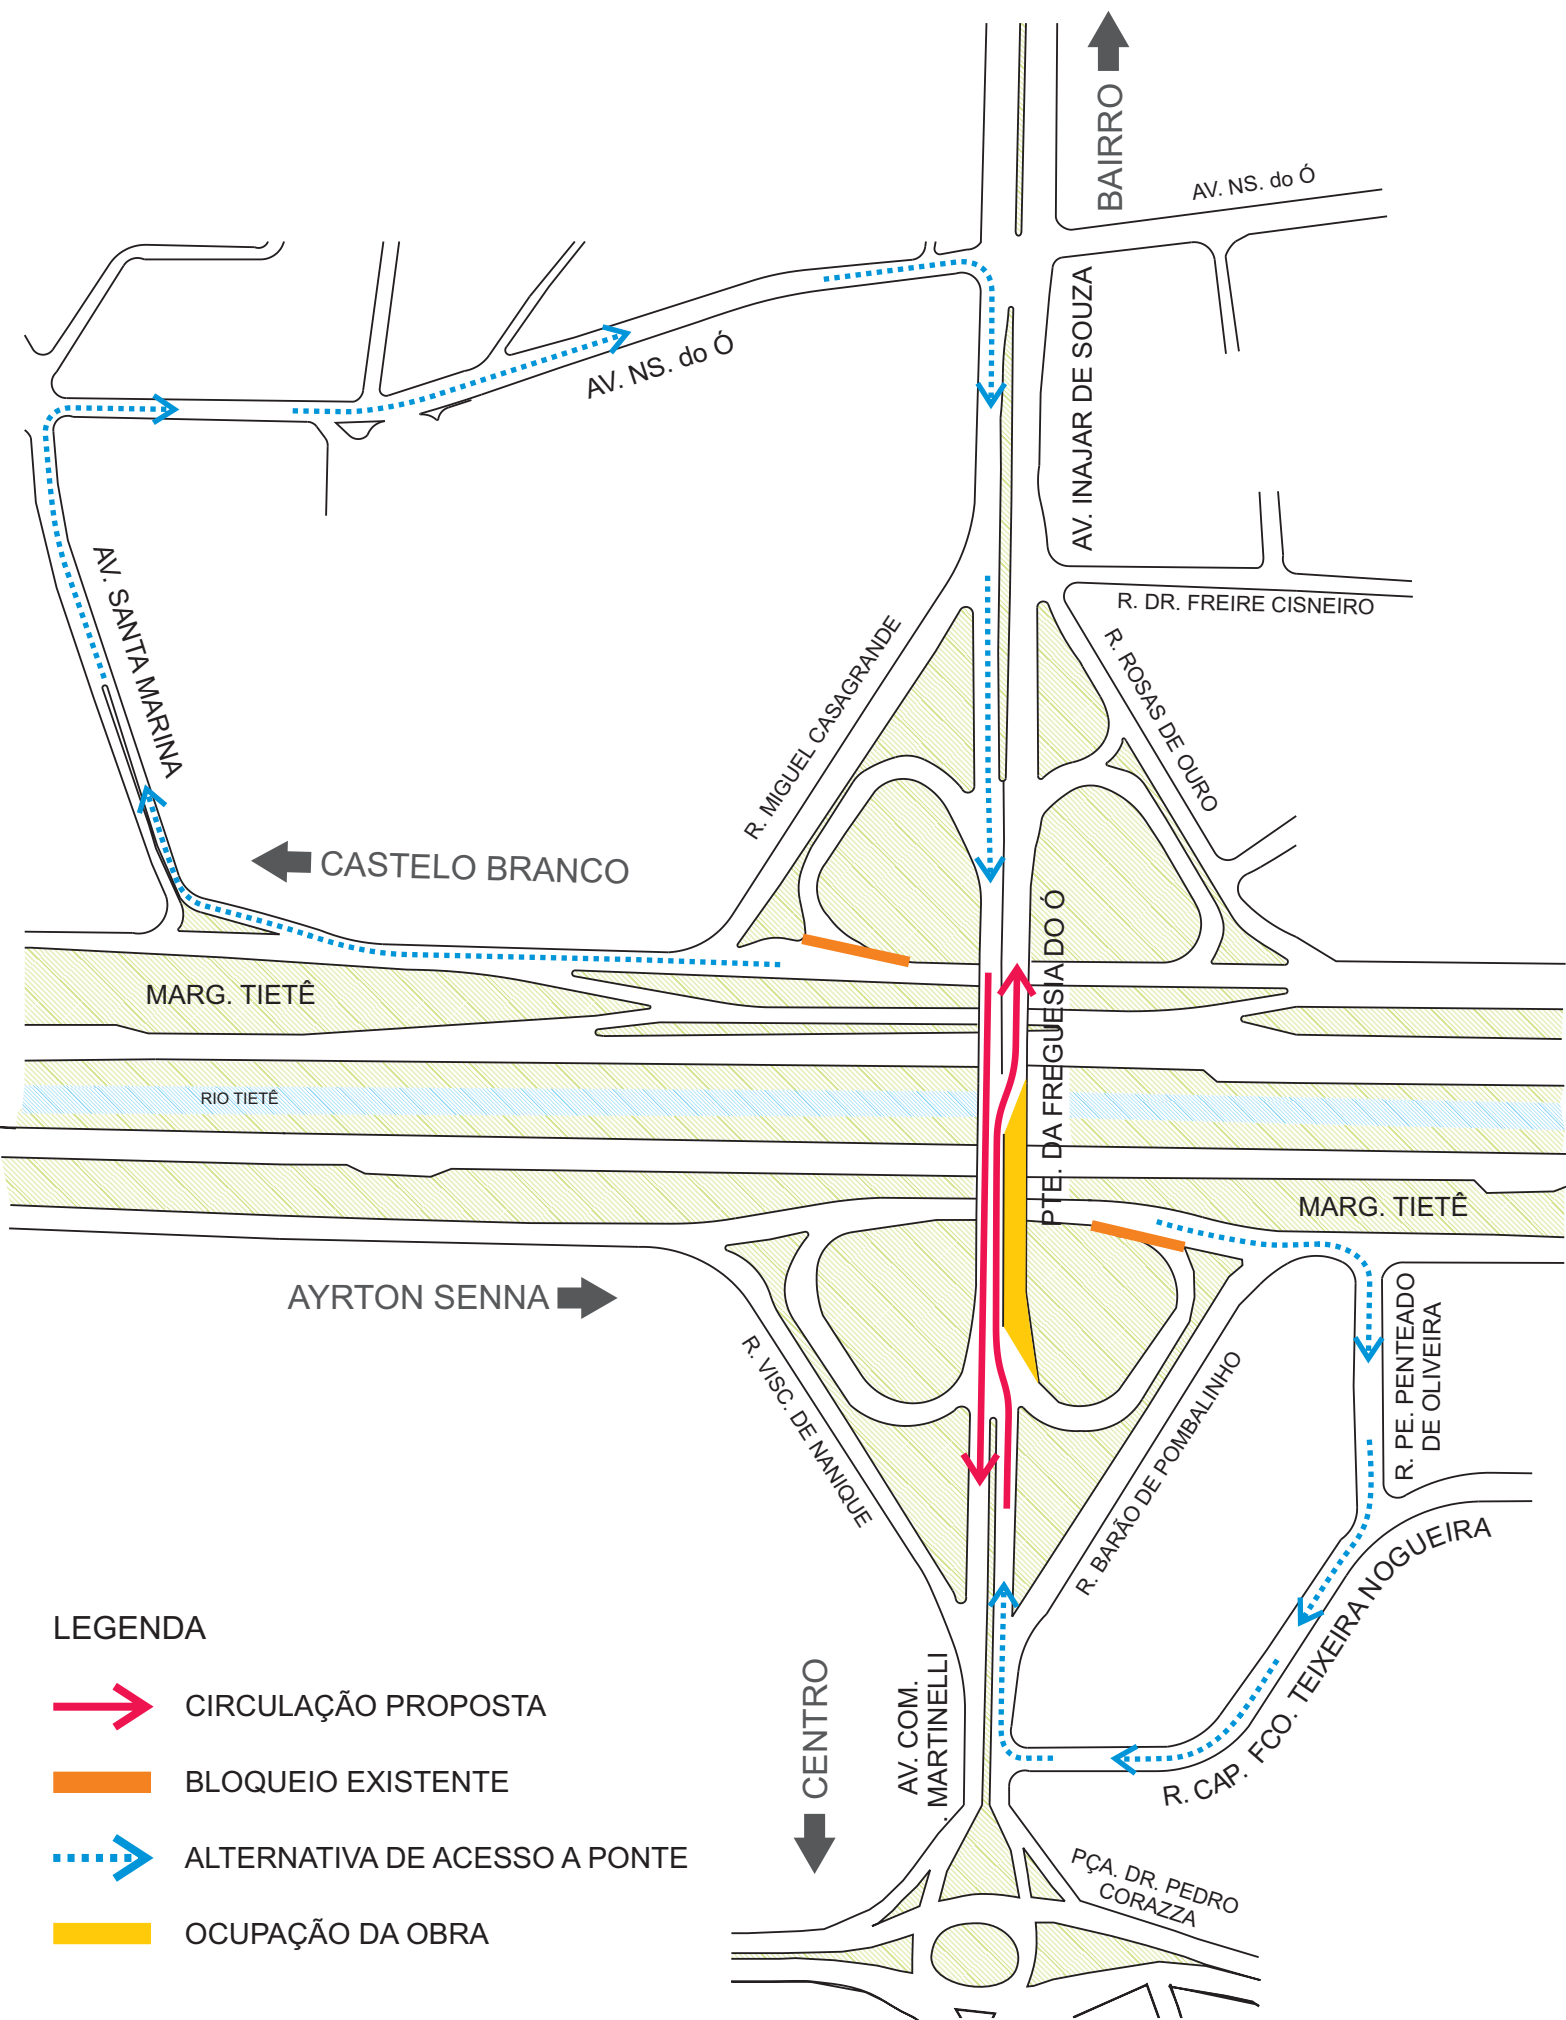 BAIRRO
AV. NS. do Ó
AV. INAJAR DE SOUZA
AV. NS. do Ó
R. DR. FREIRE CISNEIRO
AV. SANTA MARINA
R. MIGUEL CASAGRANDE
R. ROSAS DE OURO
CASTELO BRANCO
PTE. DA FREGUESIA DO Ó
MARG. TIETÊ
RIO TIETÊ
MARG. TIETÊ
AYRTON SENNA
R. VISC. DE NANIQUE
R. BARÃO DE POMBALINHO
R. PE. PENTEADO
DE OLIVEIRA
R. CAP. FCO. TEIXEIRA NOGUEIRA
CENTRO
AV. COM.
. MARTINELLI
PÇA. DR. PEDRO
CORAZZA
LEGENDA
CIRCULAÇÃO PROPOSTA
BLOQUEIO EXISTENTE
ALTERNATIVA DE ACESSO A PONTE
OCUPAÇÃO DA OBRA